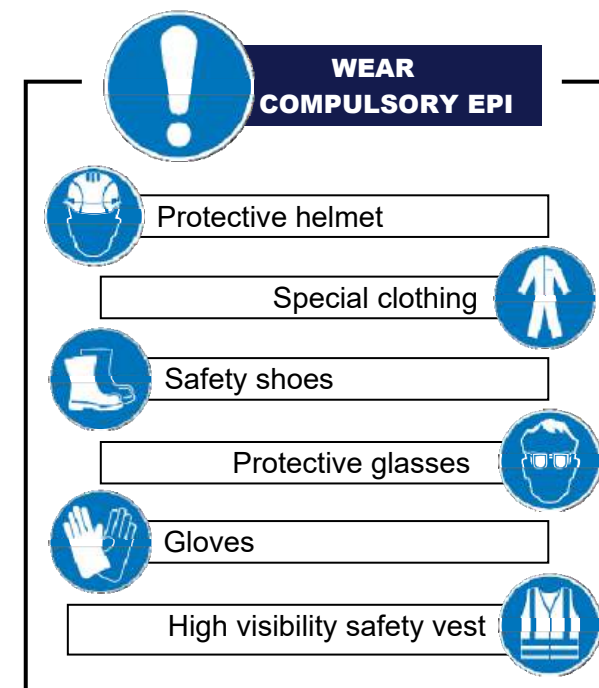 WEAR
COMPULSORY EPI
Protective helmet
Special clothing
Safety shoes
Protective glasses
Gloves
High visibility safety vest